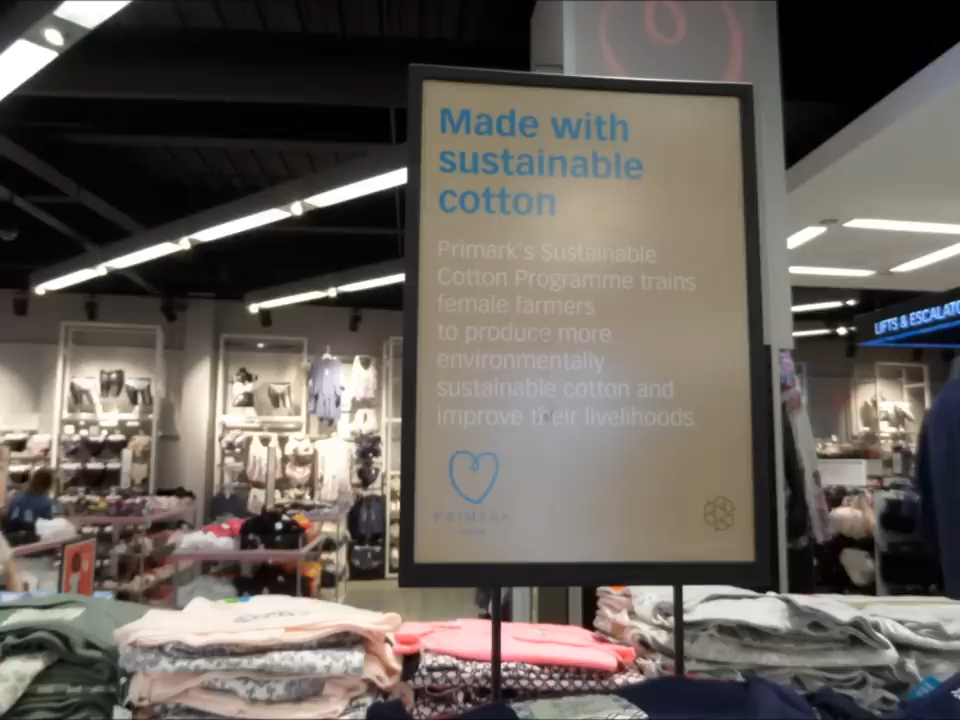 Made with
sustainable
cotton
Primark's Sustainable
Cotton Programme trains
female farmers
to produce more
environmentally
sustainable cotton and
improve their livelihoods.
PRIMARK
LIFTS & ESCALATO